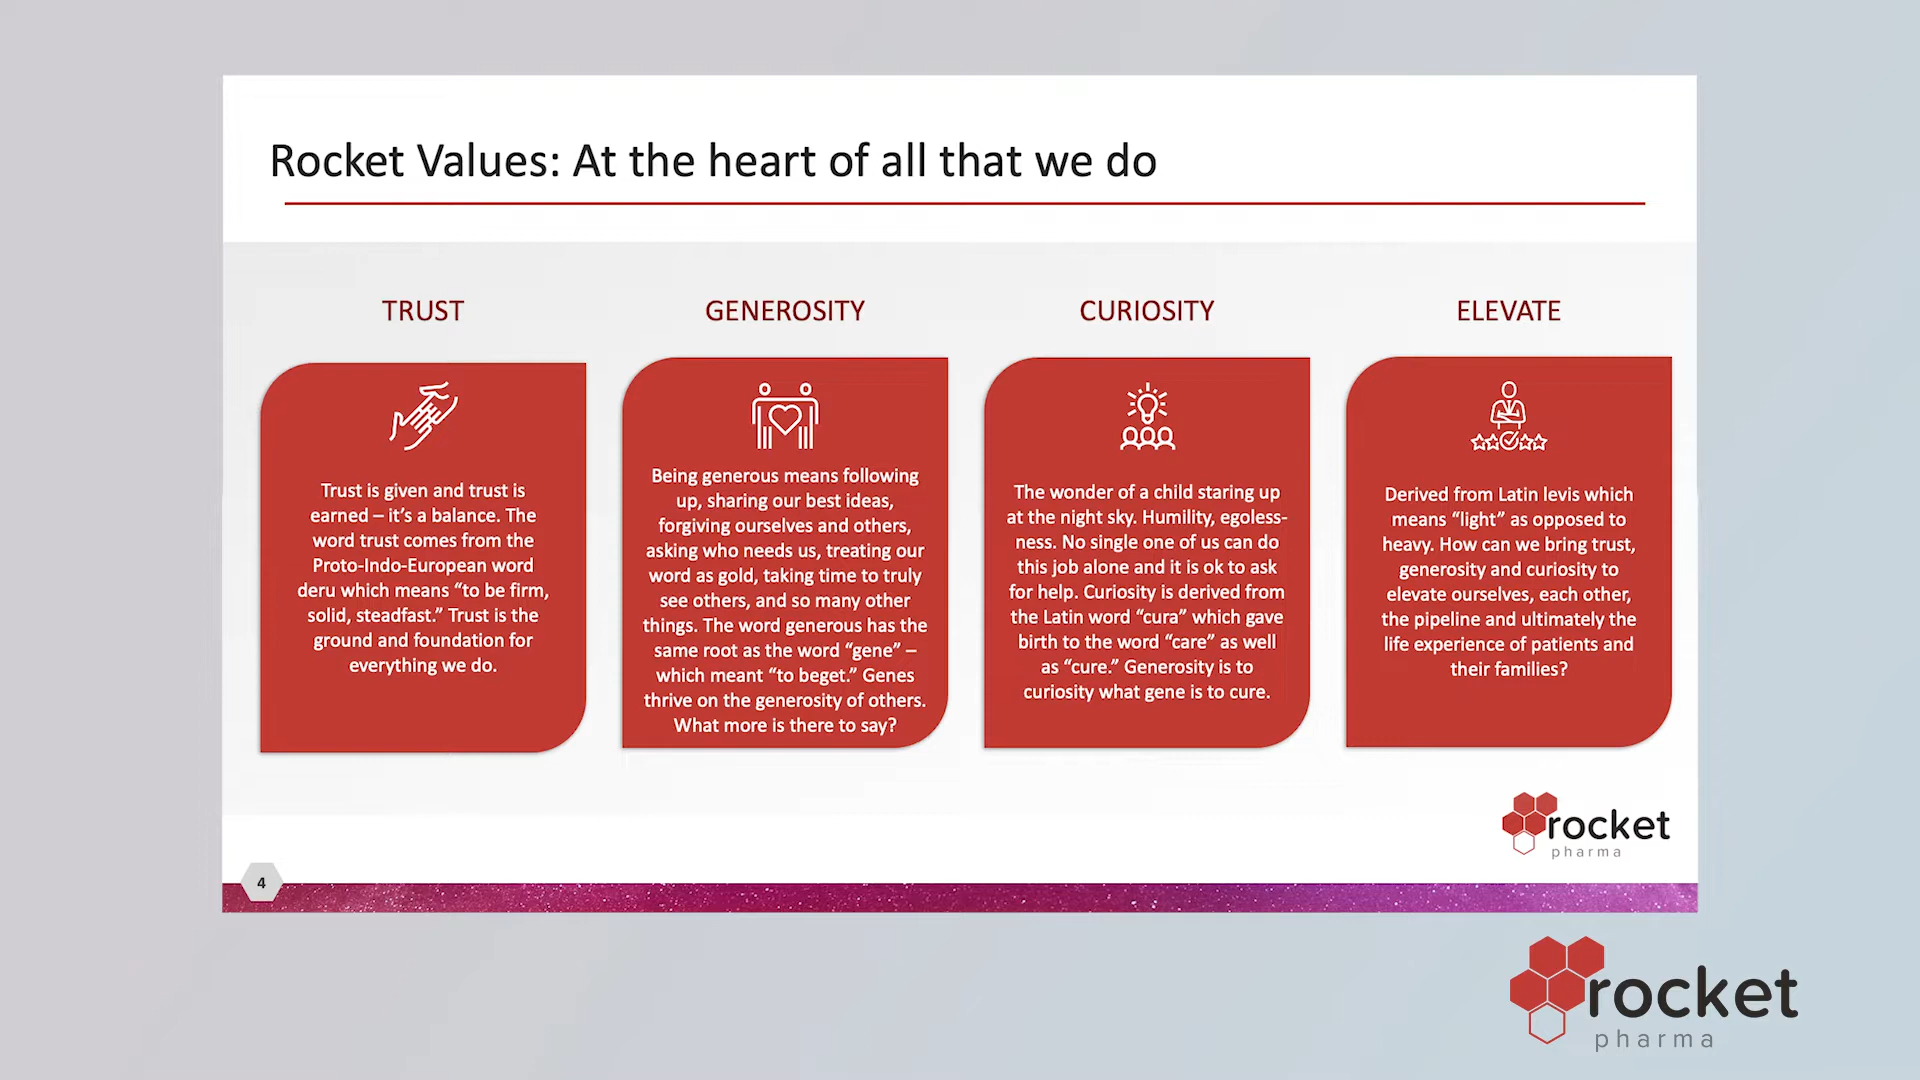 Rocket Values: At the heart of all that we do
TRUST
Trust is given and trust is
earned – it’s a balance. The
word trust comes from the
Proto-Indo-European word
deru which means “to be firm,
solid, steadfast.” Trust is the
ground and foundation for
everything we do.
GENEROSITY
Being generous means following
up, sharing our best ideas,
forgiving ourselves and others,
asking who needs us, treating our
word as gold, taking time to truly
see others, and so many other
things. The word generous has the
same root as the word “gene” –
which meant “to beget.” Genes
thrive on the generosity of others.
What more is there to say?
CURIOSITY
The wonder of a child staring up
at the night sky. Humility, egoless-
ness. No single one of us can do
this job alone and it is ok to ask
for help. Curiosity is derived from
the Latin word “cura” which gave
birth to the word “care” as well
as “cure.” Generosity is to
curiosity what gene is to cure.
ELEVATE
Derived from Latin levis which
means “light” as opposed to
heavy. How can we bring trust,
generosity and curiosity to
elevate ourselves, each other,
the pipeline and ultimately the
life experience of patients and
their families?
rocket
pharma
4
rocket
pharma